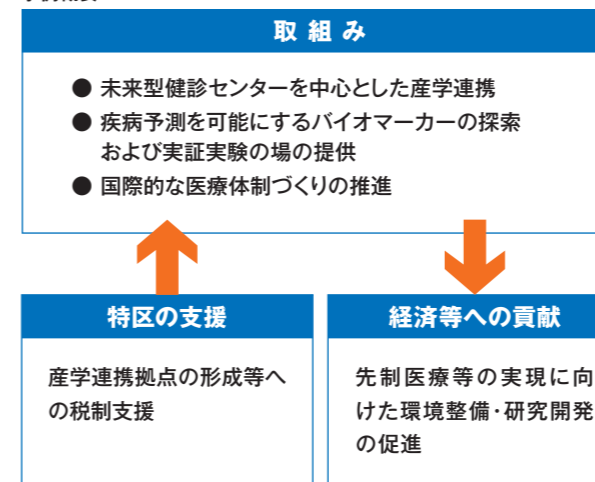 取組み
● 未来型健診センターを中心とした産学連携
● 疾病予測を可能にするバイオマーカーの探索
および実証実験の場の提供
● 国際的な医療体制づくりの推進
特区の支援
産学連携拠点の形成等へ
の税制支援
経済等への貢献
先制医療等の実現に向
けた環境整備・研究開発
の促進